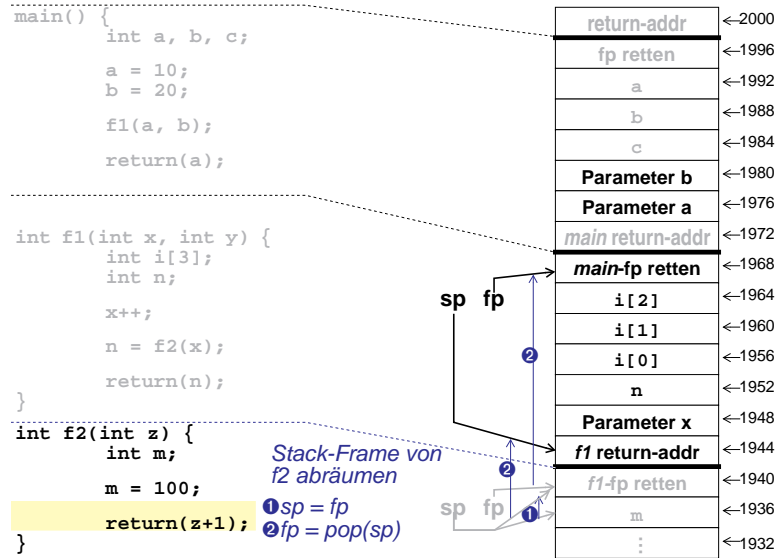 main() {
int a, b, c;
a = 10;
b = 20;
f1(a, b);
return(a);
int f1(int x, int y) {
int i[3];
int n;
x++;
n = f2(x);
return(n);
}
int f2(int z) {
int m;
m = 100;
return(z+1);
}
Stack-Frame von
f2 abräumen
❶sp = fp
❷fp = pop(sp)
sp fp
❷
❷
sp fp
❶
return-addr ←2000
fp retten ←1996
a ←1992
b ←1988
c ←1984
Parameter b ←1980
Parameter a ←1976
main return-addr ←1972
main-fp retten ←1968
i[2] ←1964
i[1] ←1960
i[0] ←1956
n ←1952
Parameter x ←1948
f1 return-addr ←1944
f1-fp retten ←1940
m ←1936
⋮ ←1932